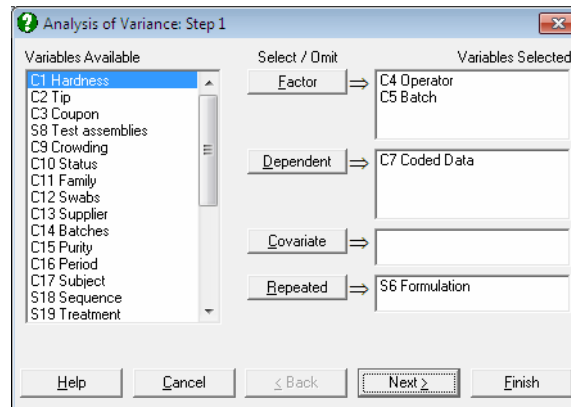 Analysis of Variance: Step 1
Variables Available
Select / Omit
Variables Selected
C1 Hardness
C2 Tip
C3 Coupon
S8 Test assemblies
C9 Crowding
C10 Status
C11 Family
C12 Swabs
C13 Supplier
C14 Batches
C15 Purity
C16 Period
C17 Subject
S18 Sequence
S19 Treatment
Factor
C4 Operator
C5 Batch
Dependent
C7 Coded Data
Covariate
Repeated
S6 Formulation
Help
Cancel
< Back
Next >
Finish